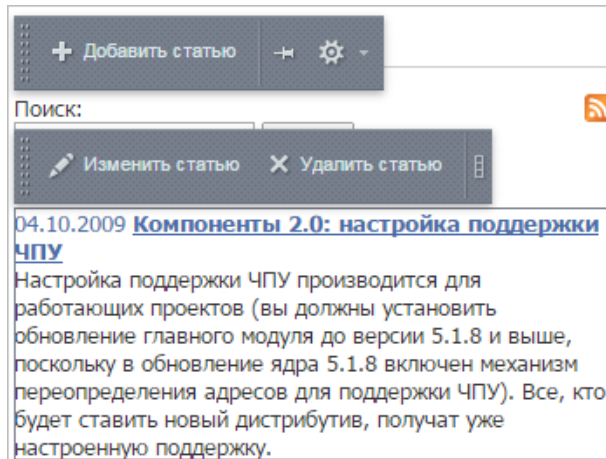 Добавить статью
Поиск:
Изменить статью Удалить статью
04.10.2009 Компоненты 2.0: настройка поддержки
ЧПУ
Настройка поддержки ЧПУ производится для
работающих проектов (вы должны установить
обновление главного модуля до версии 5.1.8 и выше,
поскольку в обновление ядра 5.1.8 включен механизм
переопределения адресов для поддержки ЧПУ). Все, кто
будет ставить новый дистрибутив, получат уже
настроенную поддержку.